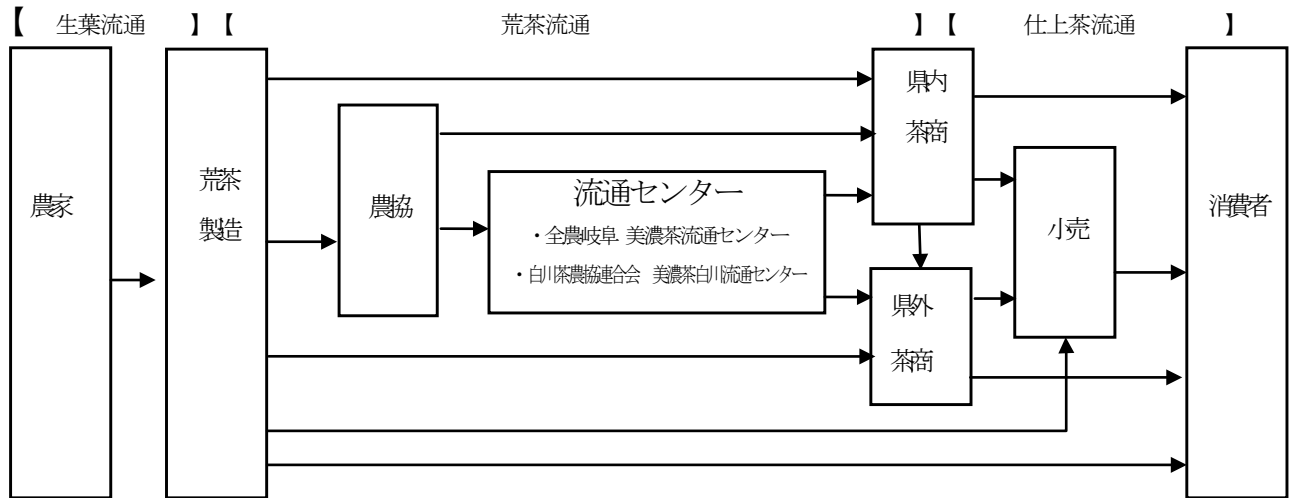 【 生葉流通 】【 荒茶流通 】【 仕上茶流通 】
農家
荒茶
製造
農協
流通センター
・全農岐阜 美濃茶流通センター
・白川茶農協連合会 美濃茶白川流通センター
県内
茶商
県外
茶商
小売
消費者